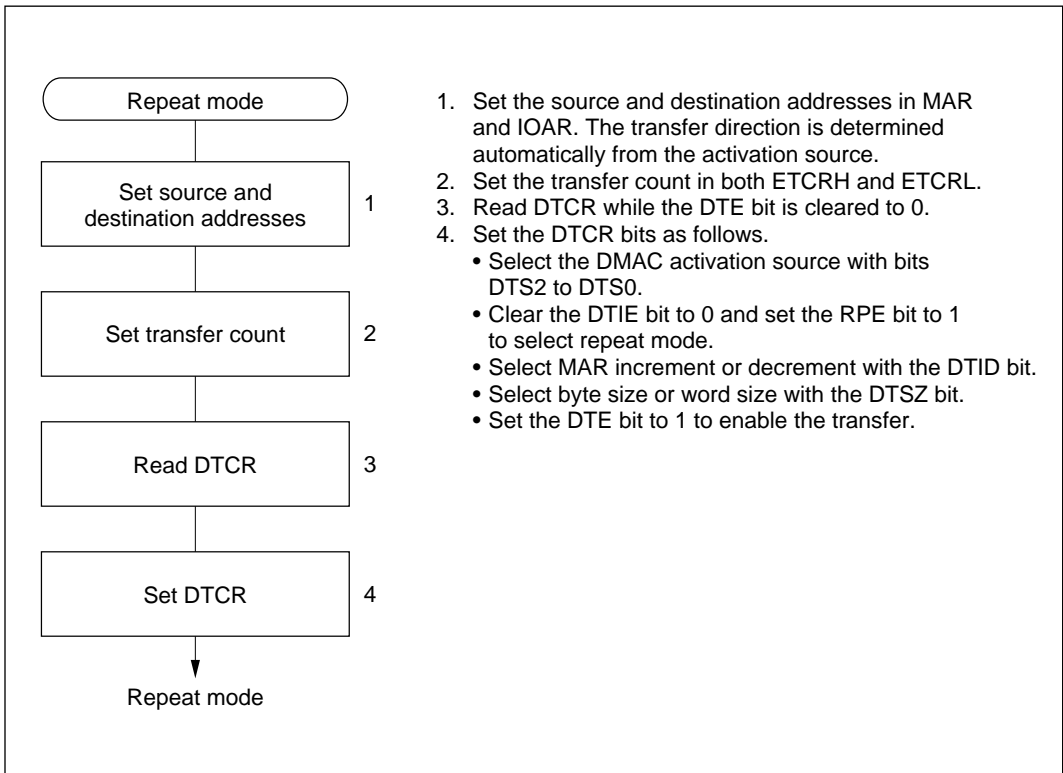 Repeat mode
Set source and
destination addresses
1
Set transfer count
2
Read DTCR
3
Set DTCR
4
Repeat mode
1. Set the source and destination addresses in MAR
and IOAR. The transfer direction is determined
automatically from the activation source.
2. Set the transfer count in both ETCRH and ETCRL.
3. Read DTCR while the DTE bit is cleared to 0.
4. Set the DTCR bits as follows.
• Select the DMAC activation source with bits
DTS2 to DTS0.
• Clear the DTIE bit to 0 and set the RPE bit to 1
to select repeat mode.
• Select MAR increment or decrement with the DTID bit.
• Select byte size or word size with the DTSZ bit.
• Set the DTE bit to 1 to enable the transfer.